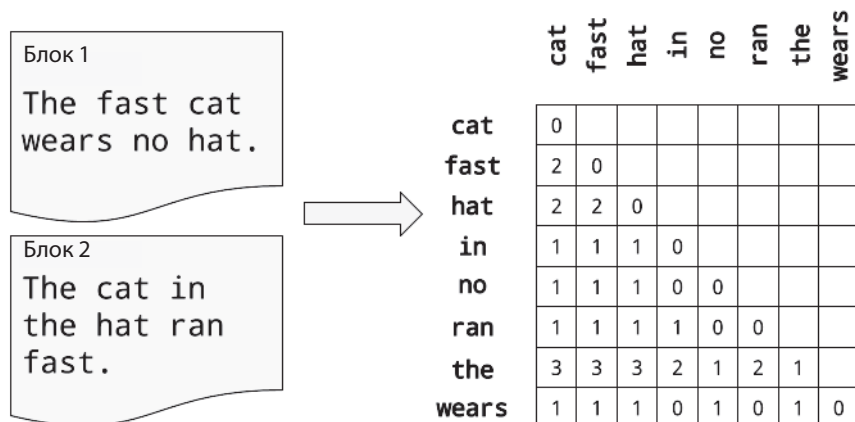 Блок 1
The fast cat
wears no hat.
Блок 2
The cat in
the hat ran
fast.
cat fast hat in no ran the wears
cat 0
fast 2 0
hat 2 2 0
in 1 1 1 0
no 1 1 1 0 0
ran 1 1 1 1 0 0
the 3 3 3 2 1 2 1
wears 1 1 1 0 1 0 1 0